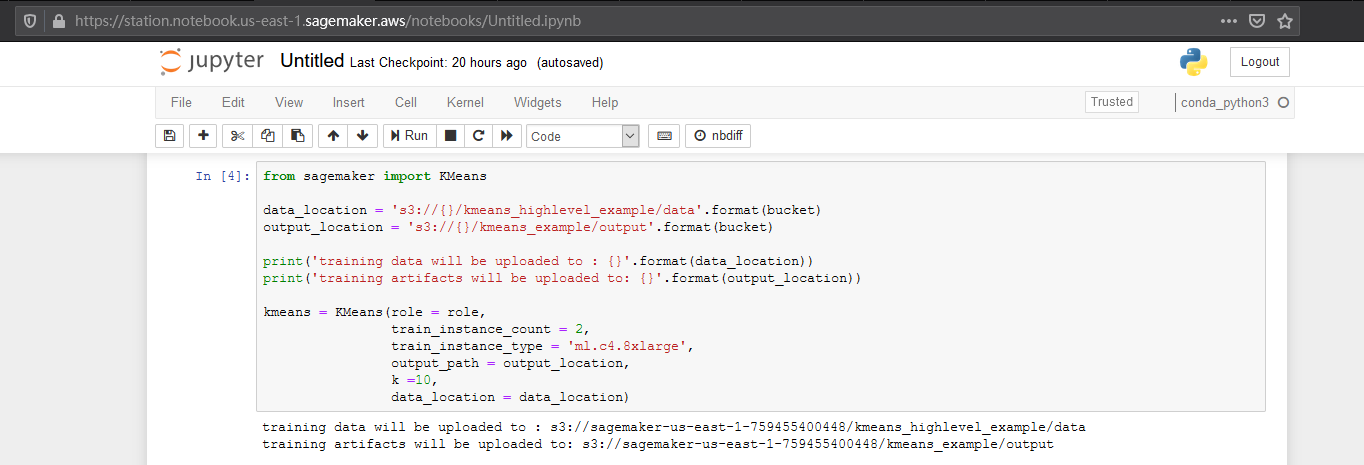 https://station.notebook.us-east-1.sagemaker.aws/notebooks/Untitled.ipynb
jupyter Untitled Last Checkpoint: 20 hours ago (autosaved) Logout
File Edit View Insert Cell Kernel Widgets Help Trusted conda_python3
Run Code nbdiff
In [4]: from sagemaker import KMeans
data_location = 's3://{}/kmeans_highlevel_example/data'.format(bucket)
output_location = 's3://{}/kmeans_example/output'.format(bucket)
print('training data will be uploaded to : {}'.format(data_location))
print('training artifacts will be uploaded to: {}'.format(output_location))
kmeans = KMeans(role = role,
train_instance_count = 2,
train_instance_type = 'ml.c4.8xlarge',
output_path = output_location,
k =10,
data_location = data_location)
training data will be uploaded to : s3://sagemaker-us-east-1-759455400448/kmeans_highlevel_example/data
training artifacts will be uploaded to: s3://sagemaker-us-east-1-759455400448/kmeans_example/output